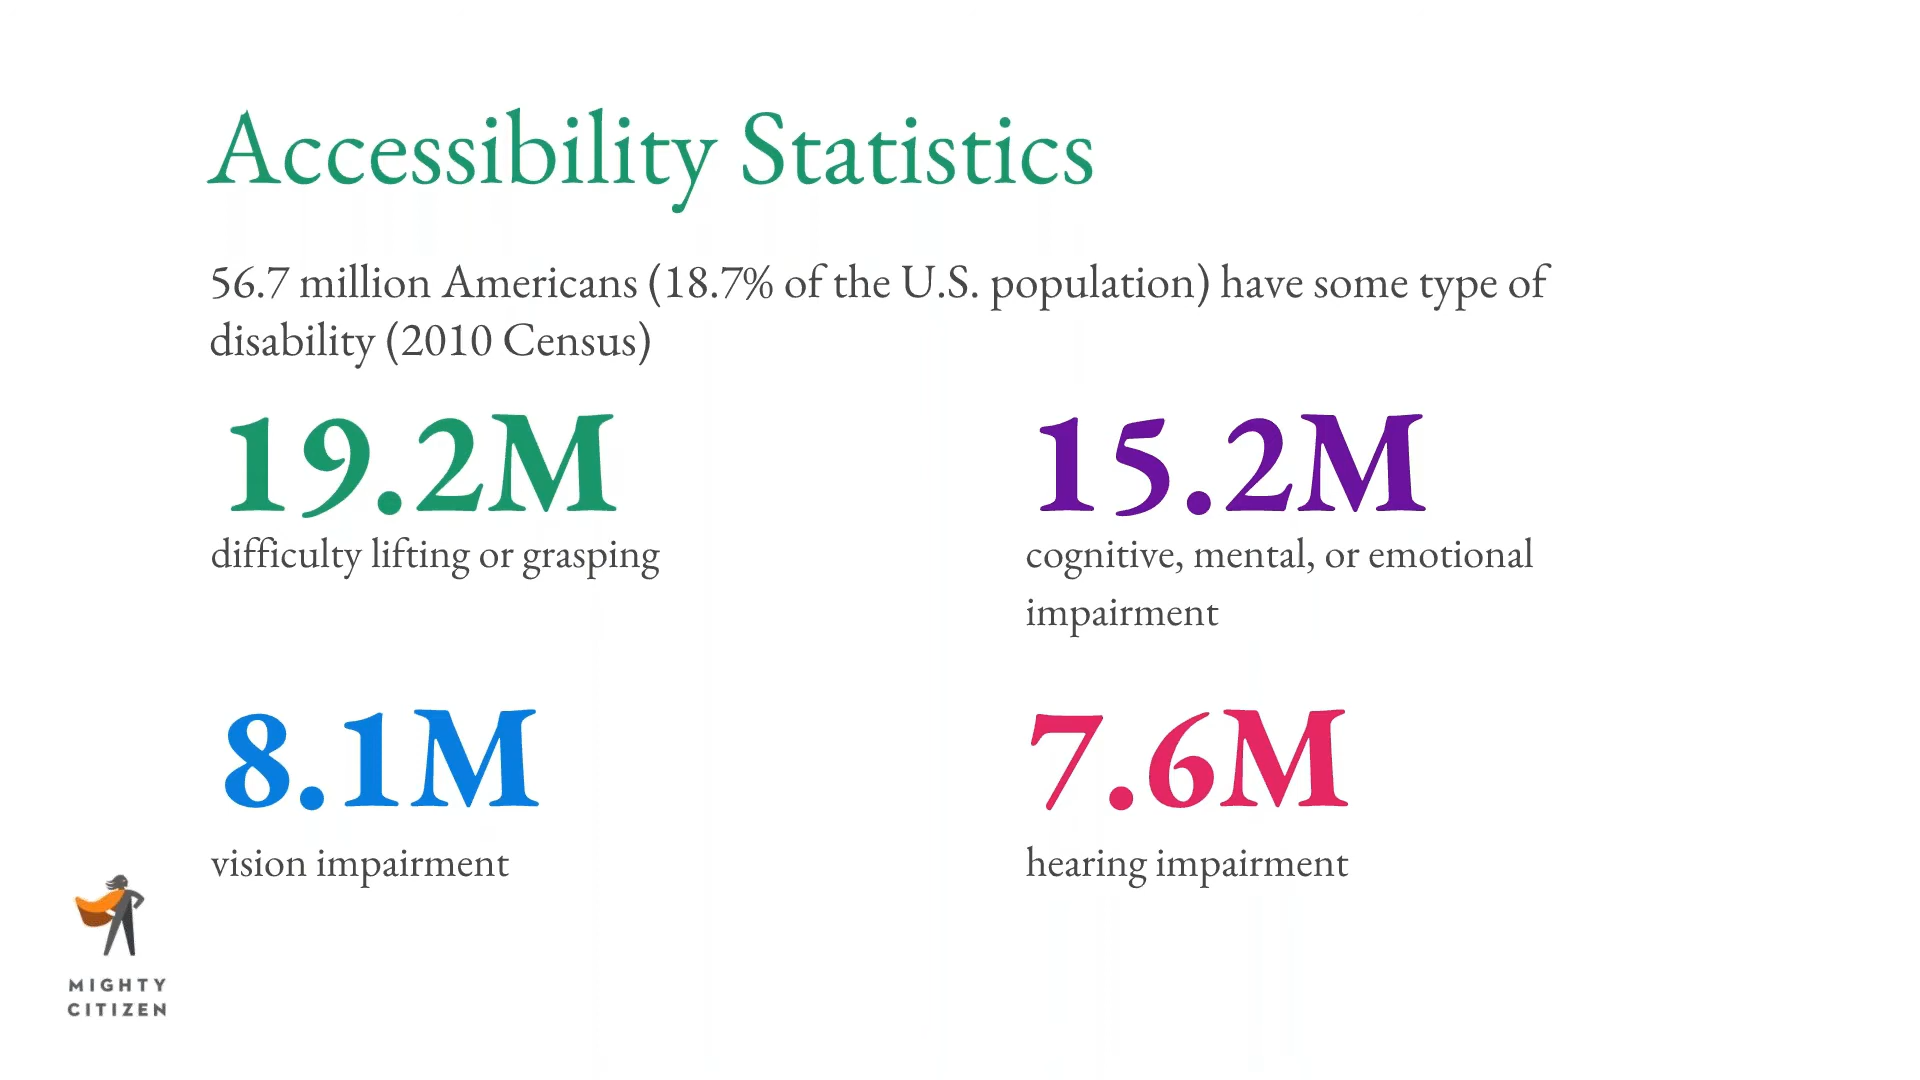 Accessibility Statistics
56.7 million Americans (18.7% of the U.S. population) have some type of
disability (2010 Census)
19.2M
difficulty lifting or grasping
15.2M
cognitive, mental, or emotional
impairment
8.1M
vision impairment
7.6M
hearing impairment
MIGHTY
CITIZEN